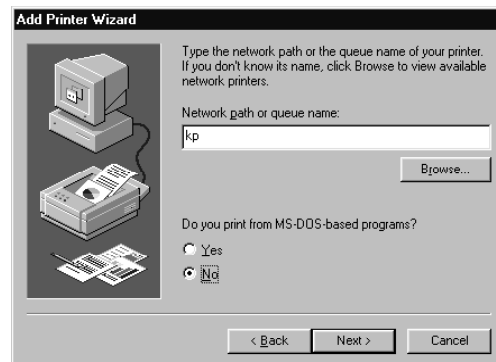 Add Printer Wizard
Type the network path or the queue name of your printer.
If you don't know its name, click Browse to view available
network printers.
Network path or queue name:
kp
Browse...
Do you print from MS-DOS-based programs?
Yes
No
< Back
Next >
Cancel